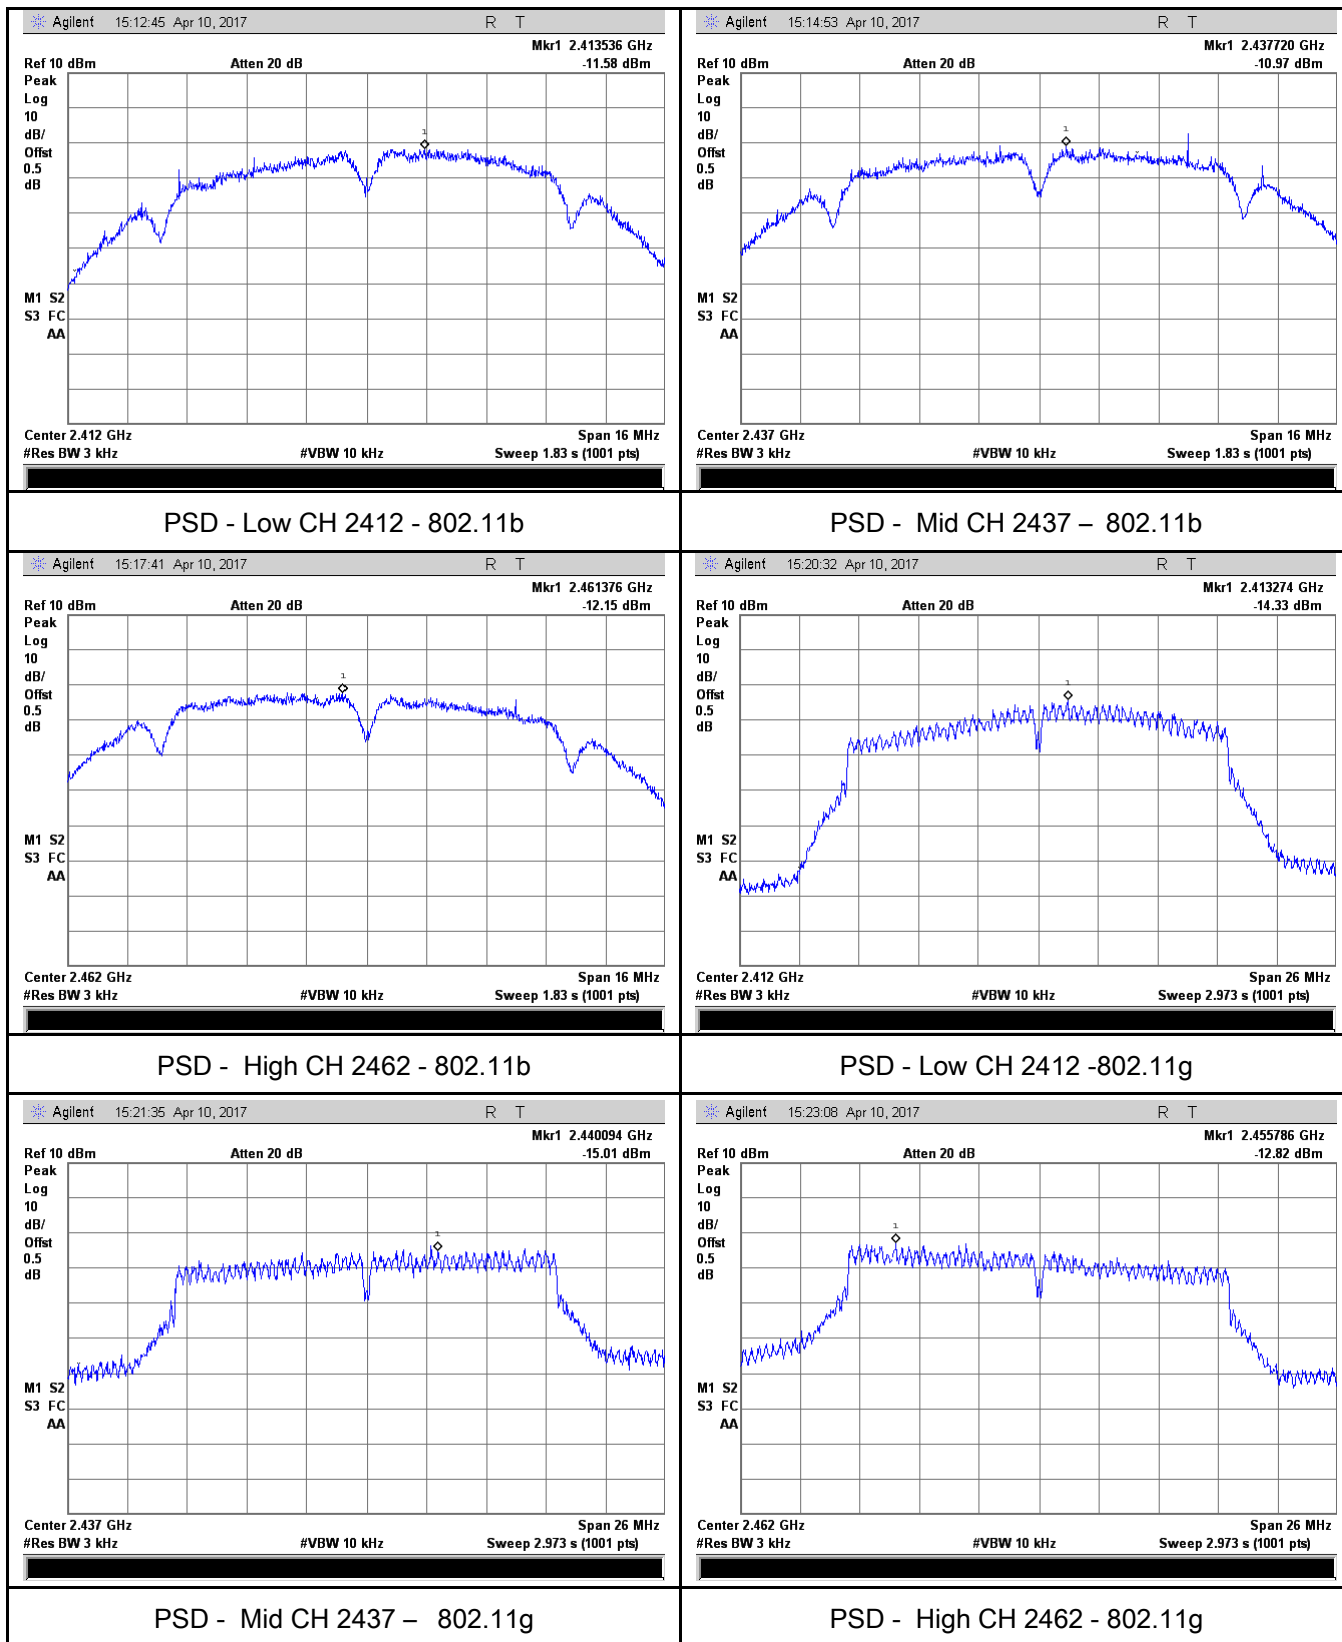 Agilent 15:12:45 Apr 10, 2017 R T
Mkr1 2.413536 GHz
Ref 10 dBm Atten 20 dB -11.58 dBm
Peak
Log
10
dB/
Offst
0.5
dB
1
M1 S2
S3 FC
AA
Center 2.412 GHz Span 16 MHz
#Res BW 3 kHz #VBW 10 kHz Sweep 1.83 s (1001 pts)
PSD - Low CH 2412 - 802.11b
Agilent 15:14:53 Apr 10, 2017 R T
Mkr1 2.437720 GHz
Ref 10 dBm Atten 20 dB -10.97 dBm
Peak
Log
10
dB/
Offst
0.5
dB
1
M1 S2
S3 FC
AA
Center 2.437 GHz Span 16 MHz
#Res BW 3 kHz #VBW 10 kHz Sweep 1.83 s (1001 pts)
PSD - Mid CH 2437 – 802.11b
Agilent 15:17:41 Apr 10, 2017 R T
Mkr1 2.461376 GHz
Ref 10 dBm Atten 20 dB -12.15 dBm
Peak
Log
10
dB/
Offst
0.5
dB
1
M1 S2
S3 FC
AA
Center 2.462 GHz Span 16 MHz
#Res BW 3 kHz #VBW 10 kHz Sweep 1.83 s (1001 pts)
PSD - High CH 2462 - 802.11b
Agilent 15:20:32 Apr 10, 2017 R T
Mkr1 2.413274 GHz
Ref 10 dBm Atten 20 dB -14.33 dBm
Peak
Log
10
dB/
Offst
0.5
dB
1
M1 S2
S3 FC
AA
Center 2.412 GHz Span 26 MHz
#Res BW 3 kHz #VBW 10 kHz Sweep 2.973 s (1001 pts)
PSD - Low CH 2412 -802.11g
Agilent 15:21:35 Apr 10, 2017 R T
Mkr1 2.440094 GHz
Ref 10 dBm Atten 20 dB -15.01 dBm
Peak
Log
10
dB/
Offst
0.5
dB
1
M1 S2
S3 FC
AA
Center 2.437 GHz Span 26 MHz
#Res BW 3 kHz #VBW 10 kHz Sweep 2.973 s (1001 pts)
PSD - Mid CH 2437 – 802.11g
Agilent 15:23:08 Apr 10, 2017 R T
Mkr1 2.455786 GHz
Ref 10 dBm Atten 20 dB -12.82 dBm
Peak
Log
10
dB/
Offst
0.5
dB
1
M1 S2
S3 FC
AA
Center 2.462 GHz Span 26 MHz
#Res BW 3 kHz #VBW 10 kHz Sweep 2.973 s (1001 pts)
PSD - High CH 2462 - 802.11g